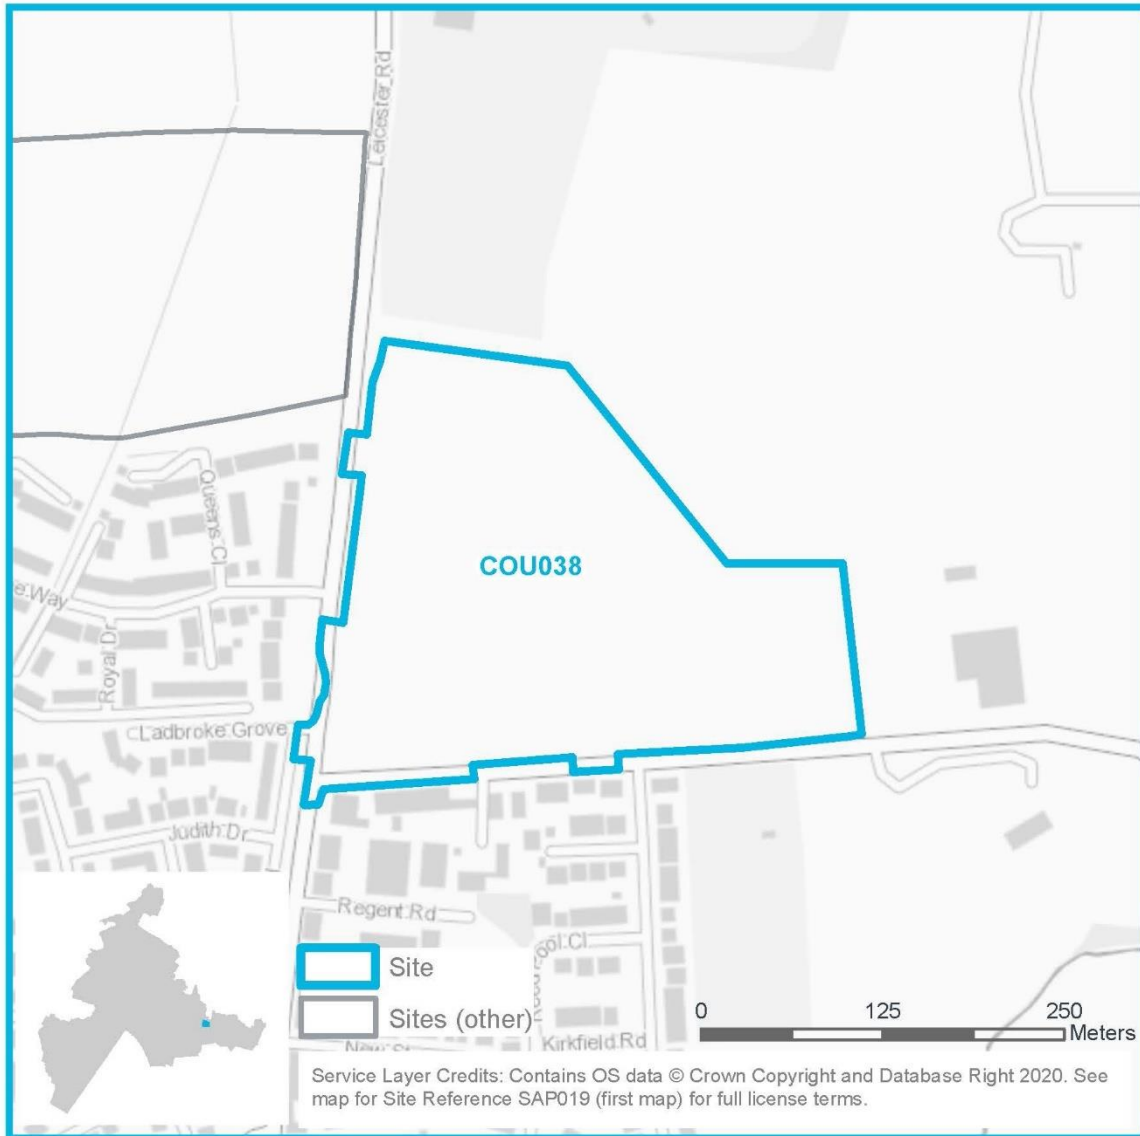 Leicester Rd
Queens Cl
COU038
Way
Royal Dr
Ladbroke Grove
Judith Dr
Regent Rd
Site
Sites (other)
0 125 250
Meters
New St
Kirkfield Rd
Service Layer Credits: Contains OS data © Crown Copyright and Database Right 2020. See
map for Site Reference SAP019 (first map) for full license terms.